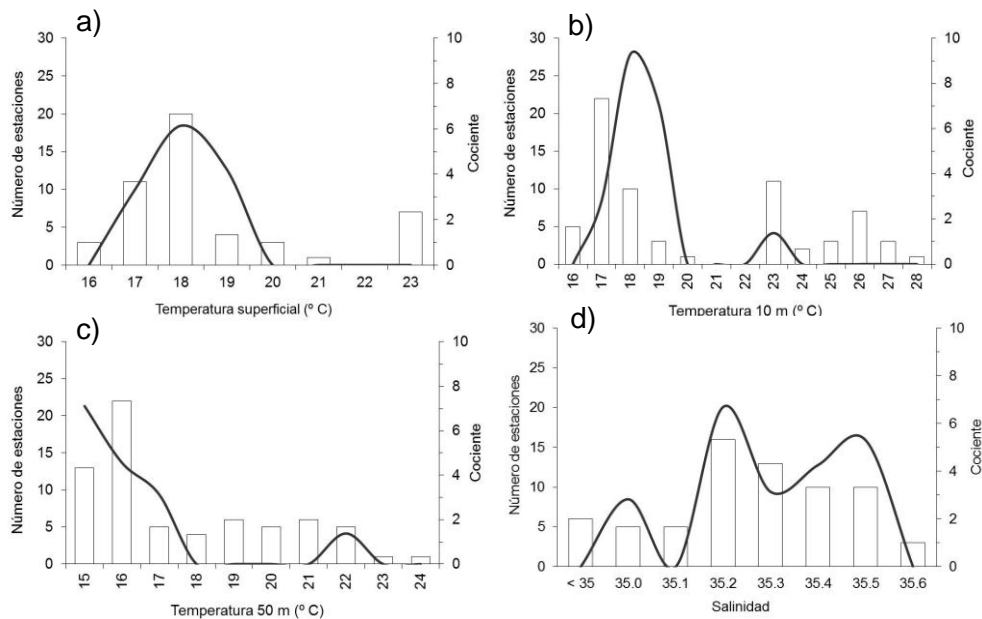 a)
Número de estaciones
30
25
20
15
10
5
0
10
8
6
4
2
0
Cociente
16 17 18 19 20 21 22 23
Temperatura superficial (º C)
b)
Número de estaciones
30
25
20
15
10
5
0
10
8
6
4
2
0
Cociente
16 17 18 19 20 21 22 23 24 25 26 27 28
Temperatura 10 m (º C)
c)
Número de estaciones
30
25
20
15
10
5
0
10
8
6
4
2
0
Cociente
15 16 17 18 19 20 21 22 23 24
Temperatura 50 m (º C)
d)
Número de estaciones
30
25
20
15
10
5
0
10
8
6
4
2
0
Cociente
< 35 35.0 35.1 35.2 35.3 35.4 35.5 35.6
Salinidad